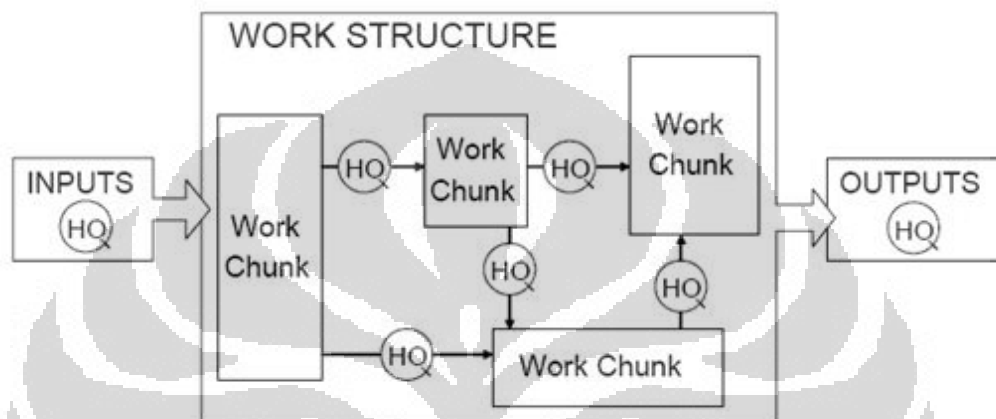 WORK STRUCTURE
INPUTS
HQ
Work
Chunk
HQ
Work
Chunk
HQ
Work
Chunk
HQ
HQ
HQ
Work Chunk
OUTPUTS
HQ